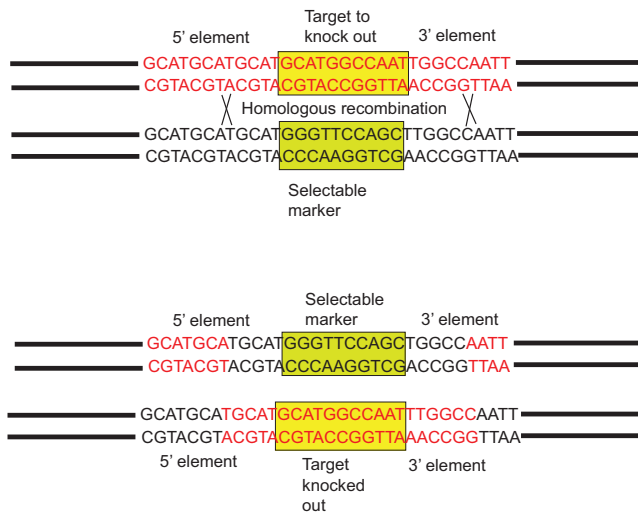 5’ element
Target to
knock out
3’ element
GCATGCATGCATGCATGGCCAATTGGCCAATT
CGTACGTACGTACGTACCGGTTAACCGGTTAA
Homologous recombination
GCATGCATGCATGGGTTCCAGCTTGGCCAATT
CGTACGTACGTACCCAAGGTCGAACCGGTTAA
Selectable
marker
5’ element
Selectable
marker
3’ element
GCATGCATGCATGGGTTCCAGCTGGCCAATT
CGTACGTACGTACCCAAGGTCGACCGGTTAA
GCATGCATGCATGCATGGCCAATTTGGCCAATT
CGTACGTACGTACGTACCGGTTAAACCGGTTAA
5’ element
Target
knocked
out
3’ element